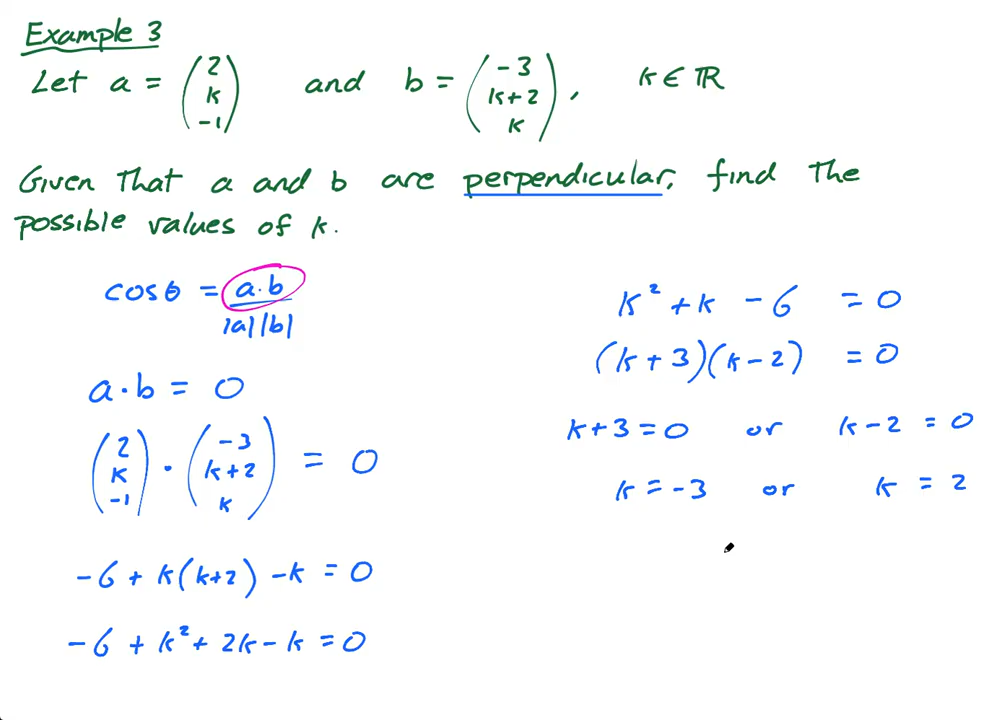 Example 3
Let a = (2 k -1) and b = (-3 k+2 k), k ∈ ℝ
Given that a and b are perpendicular, find the
possible values of k.
cosθ = a·b / |a||b|
a·b = 0
(2 k -1) · (-3 k+2 k) = 0
-6 + k(k+2) - k = 0
-6 + k² + 2k - k = 0
k² + k - 6 = 0
(k + 3)(k - 2) = 0
k + 3 = 0 or k - 2 = 0
k = -3 or k = 2